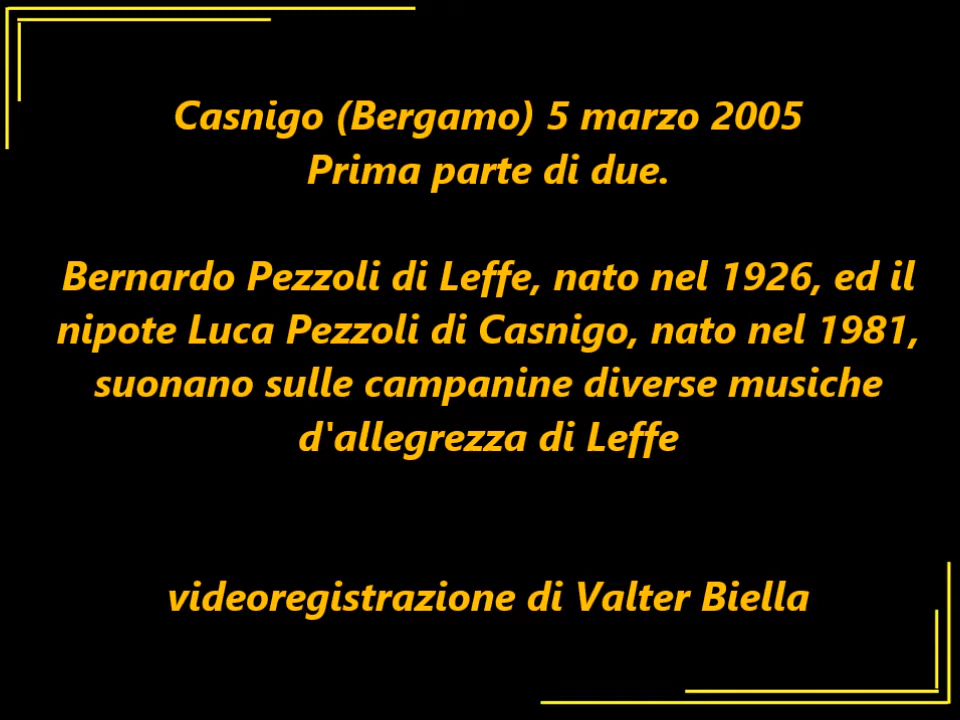 Casnigo (Bergamo) 5 marzo 2005
Prima parte di due.
Bernardo Pezzoli di Leffe, nato nel 1926, ed il
nipote Luca Pezzoli di Casnigo, nato nel 1981,
suonano sulle campanine diverse musiche
d'allegrezza di Leffe
videoregistrazione di Valter Biella